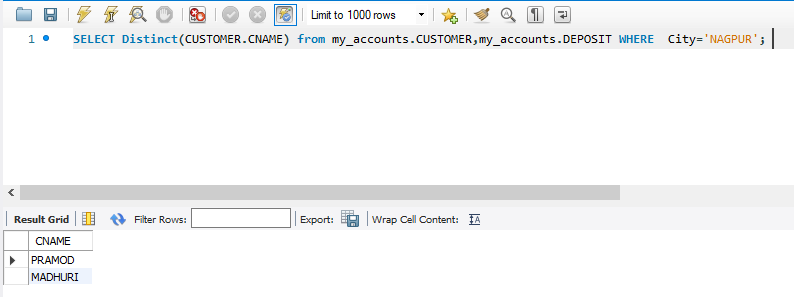 Limit to 1000 rows
1 SELECT Distinct(CUSTOMER.CNAME) from my_accounts.CUSTOMER,my_accounts.DEPOSIT WHERE  City='NAGPUR';
Result Grid Filter Rows: Export: Wrap Cell Content: IA
CNAME
PRAMOD
MADHURI